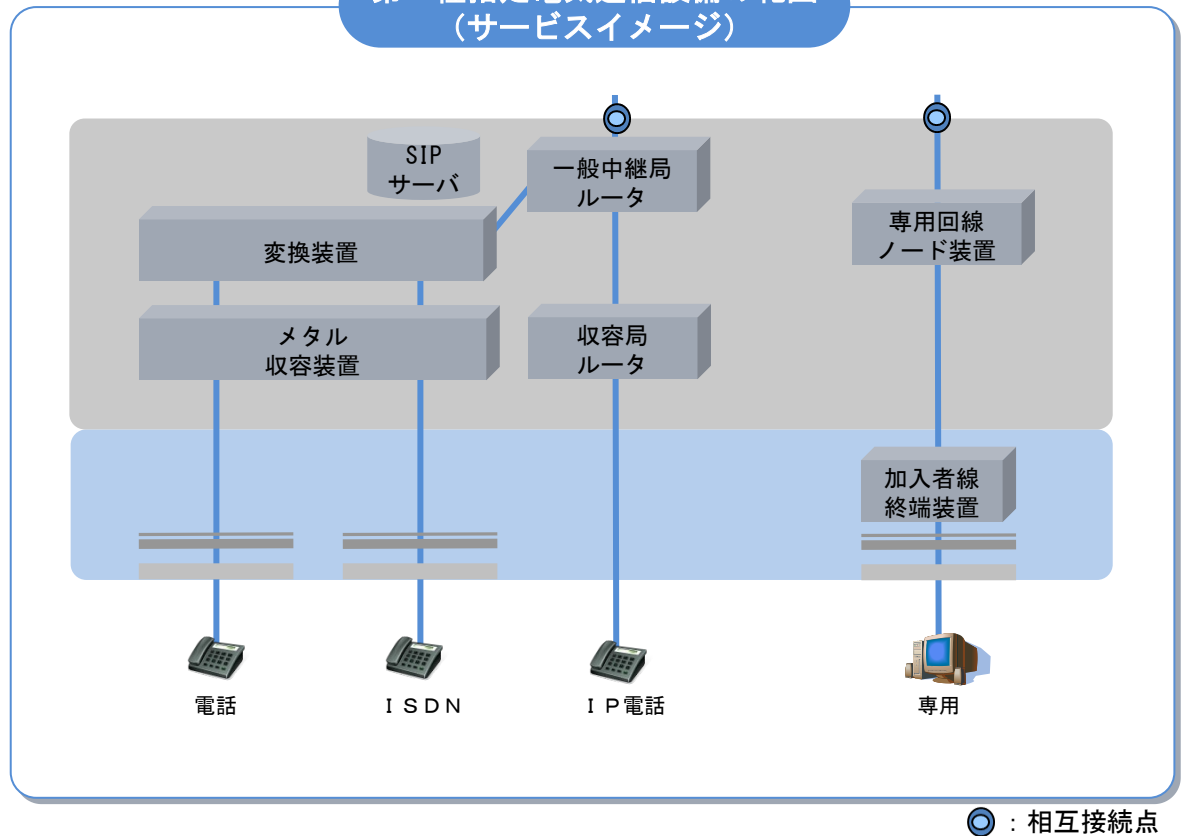 (サービスイメージ)
SIP
サーバ
一般中継局
ルータ
専用回線
ノード装置
変換装置
メタル
収容装置
収容局
ルータ
加入者線
終端装置
電話
ISDN
IP電話
専用
:相互接続点